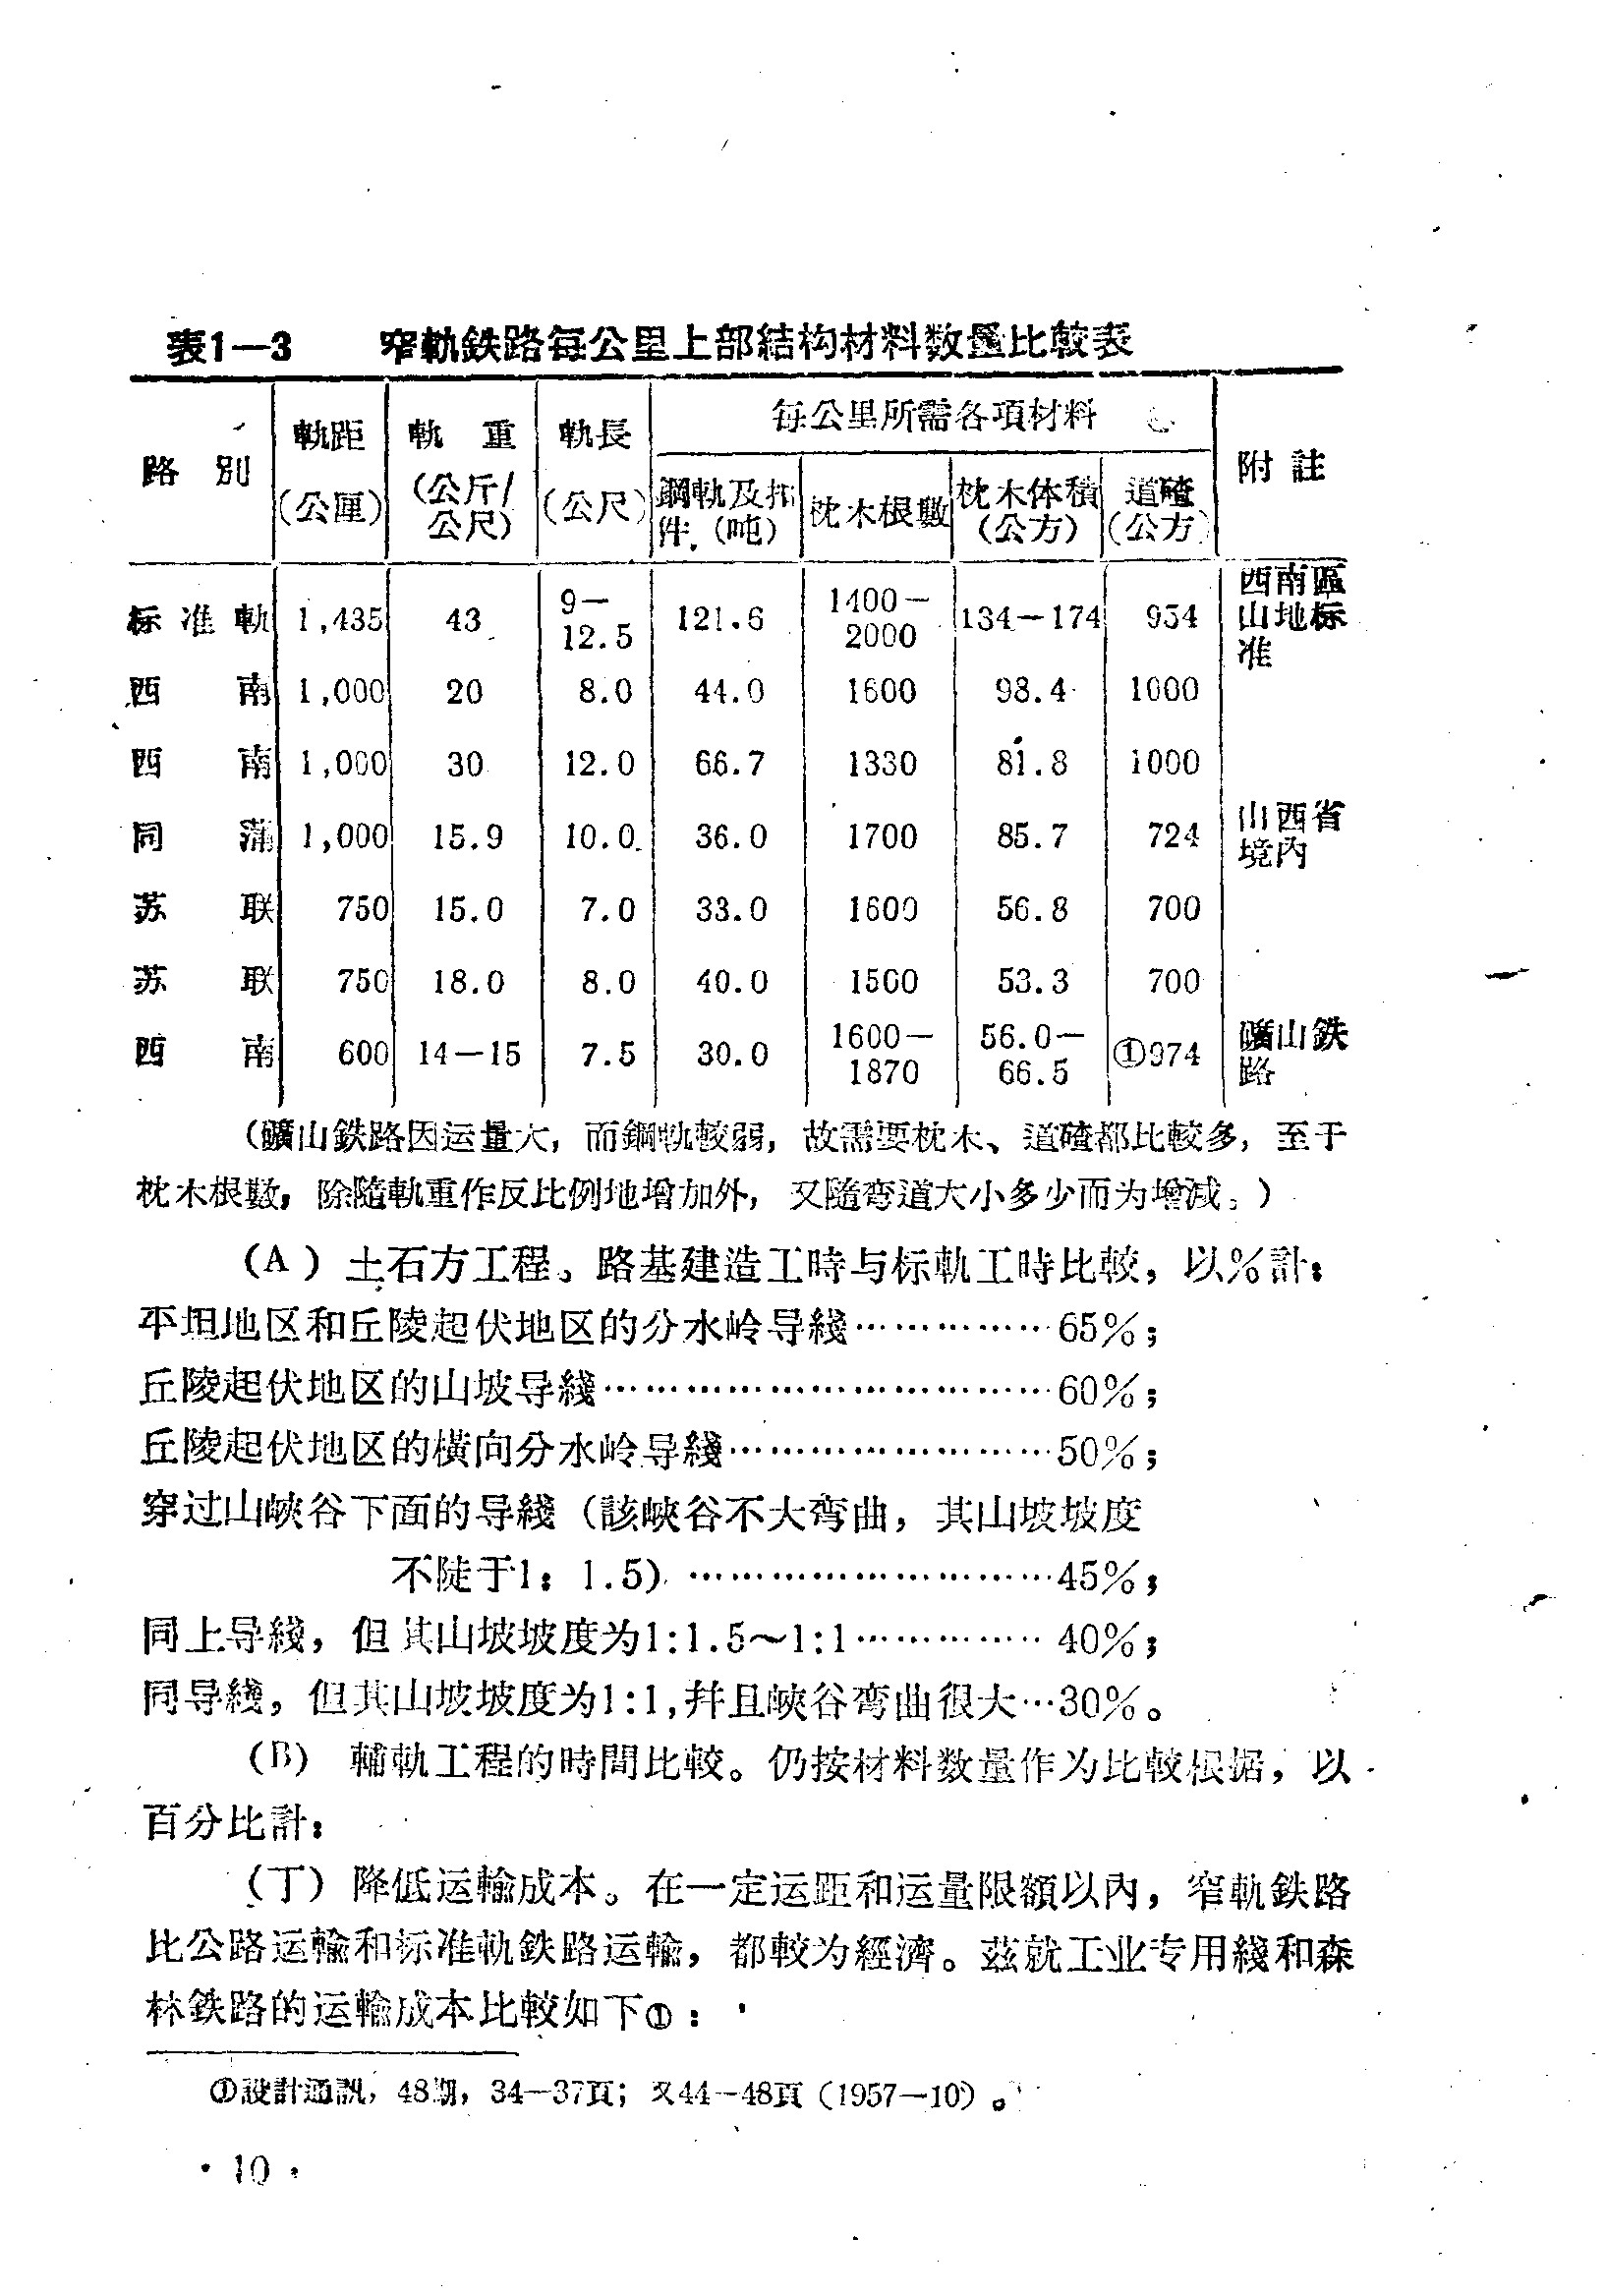 表1—3 窄軌鉄路每公里上部結构材料数量比較表
路別 軌距(公厘) 軌重(公斤/公尺) 軌長(公尺) 每公里所需各項材料 附註
鋼軌及扣件(吨) 枕木根數 枕木体積(公方) 道碴(公方)
标准軌 1,435 43 9—12.5 121.6 1400—2000 134—174 954 西南區山地标准
西南 1,000 20 8.0 44.0 1600 98.4 1000
西南 1,000 30 12.0 66.7 1330 81.8 1000
同蒲 1,000 15.9 10.0 36.0 1700 85.7 724 山西省境內
苏联 750 15.0 7.0 33.0 1600 56.8 700
苏联 750 18.0 8.0 40.0 1500 53.3 700
西南 600 14—15 7.5 30.0 1600—1870 56.0—66.5 ①974 礦山鉄路
(礦山鉄路因运量大，而鋼軌較弱，故需要枕木、道碴都比較多，至于
枕木根數，除隨軌重作反比例地增加外，又隨弯道大小多少而为增減。)
(A)土石方工程。路基建造工時与标軌工時比較，以%計：
平坦地区和丘陵起伏地区的分水岭导綫……………65%；
丘陵起伏地区的山坡导綫………………………………60%；
丘陵起伏地区的橫向分水岭导綫………………………50%；
穿过山峽谷下面的导綫（該峽谷不大弯曲，其山坡坡度
不陡于1：1.5）…………………………45%；
同上导綫，但其山坡坡度为1:1.5～1:1……………40%；
同导綫，但其山坡坡度为1:1,幷且峽谷弯曲很大…30%。
(B) 輔軌工程的時間比較。仍按材料数量作为比較根据，以
百分比計：
(丁) 降低运輸成本。在一定运距和运量限額以內，窄軌鉄路
比公路运輸和标准軌鉄路运輸，都較为經濟。茲就工业专用綫和森
林鉄路的运輸成本比較如下①：
①設計通訊，48期，34—37頁；又44—48頁（1957—10）。
·10·